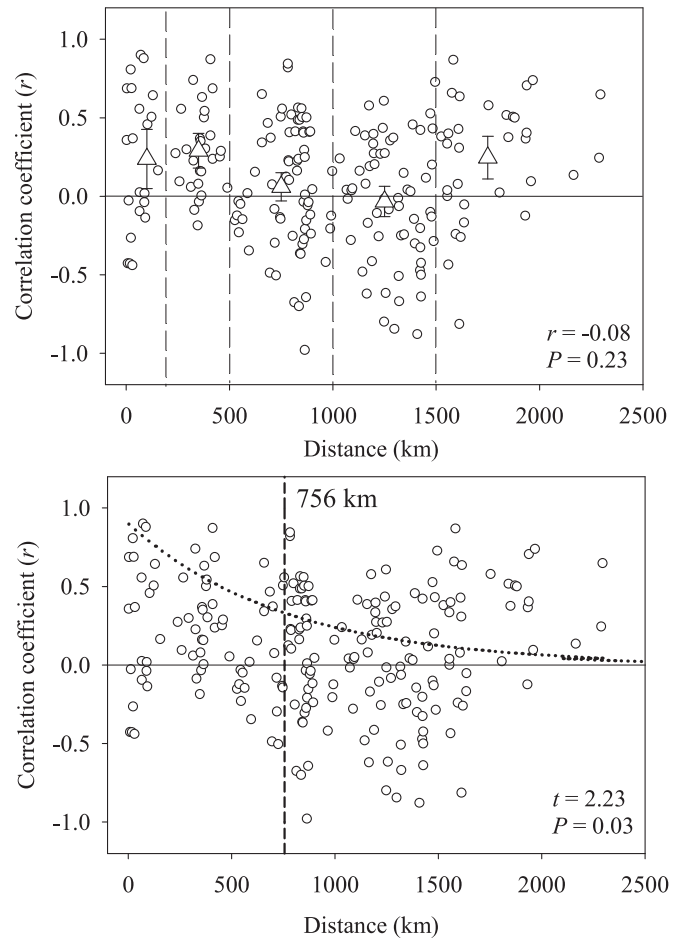 1.0
0.5
0.0
-0.5
-1.0
Correlation coefficient (r)
r = -0.08
P = 0.23
0 500 1000 1500 2000 2500
Distance (km)
756 km
1.0
0.5
0.0
-0.5
-1.0
Correlation coefficient (r)
t = 2.23
P = 0.03
0 500 1000 1500 2000 2500
Distance (km)